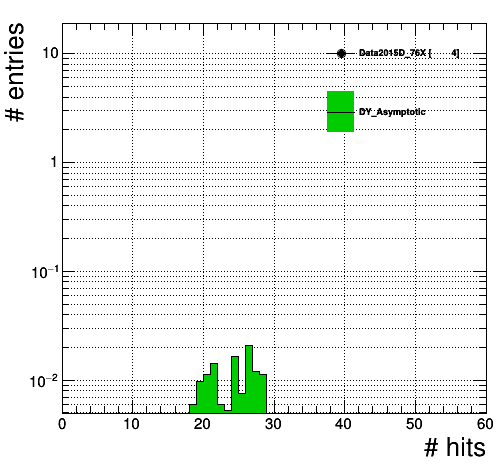 # entries
10
Data2015D_76X [ 4]
DY_Asymptotic
1
10⁻¹
10⁻²
0 10 20 30 40 50 60
# hits